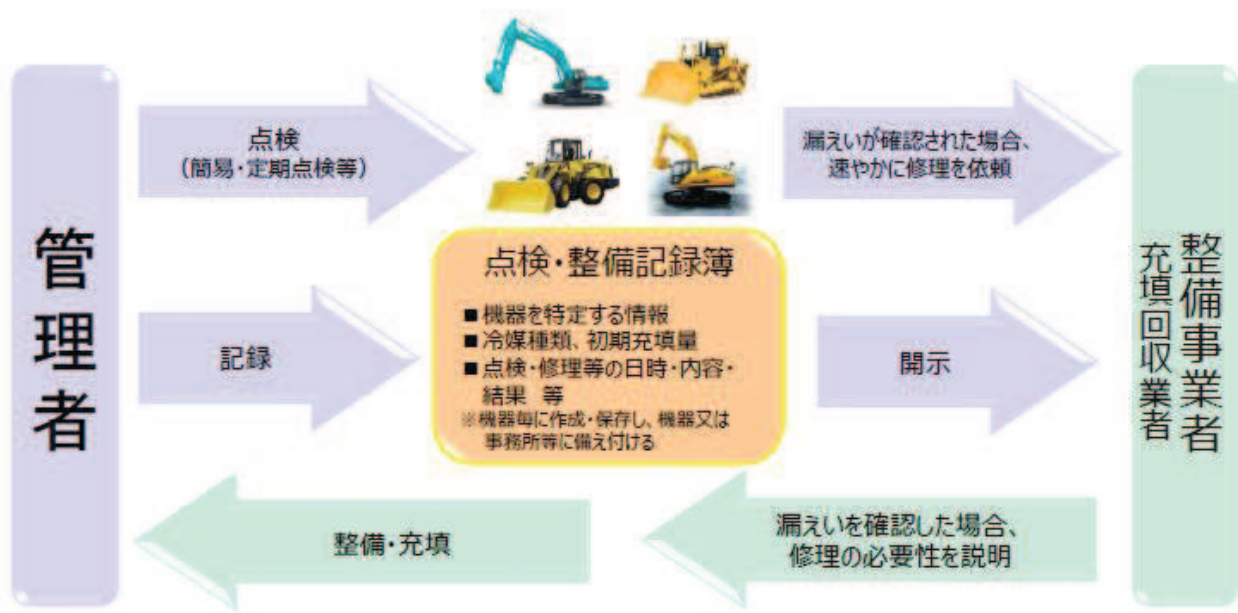 管理者
点検
（簡易・定期点検等）
漏えいが確認された場合、
速やかに修理を依頼
点検・整備記録簿
■ 機器を特定する情報
■ 冷媒種類、初期充填量
■ 点検・修理等の日時・内容・
結果 等
※機器毎に作成・保存し、機器又は
事務所等に備え付ける
記録
開示
整備・充填
漏えいを確認した場合、
修理の必要性を説明
整備事業者
充填回収業者